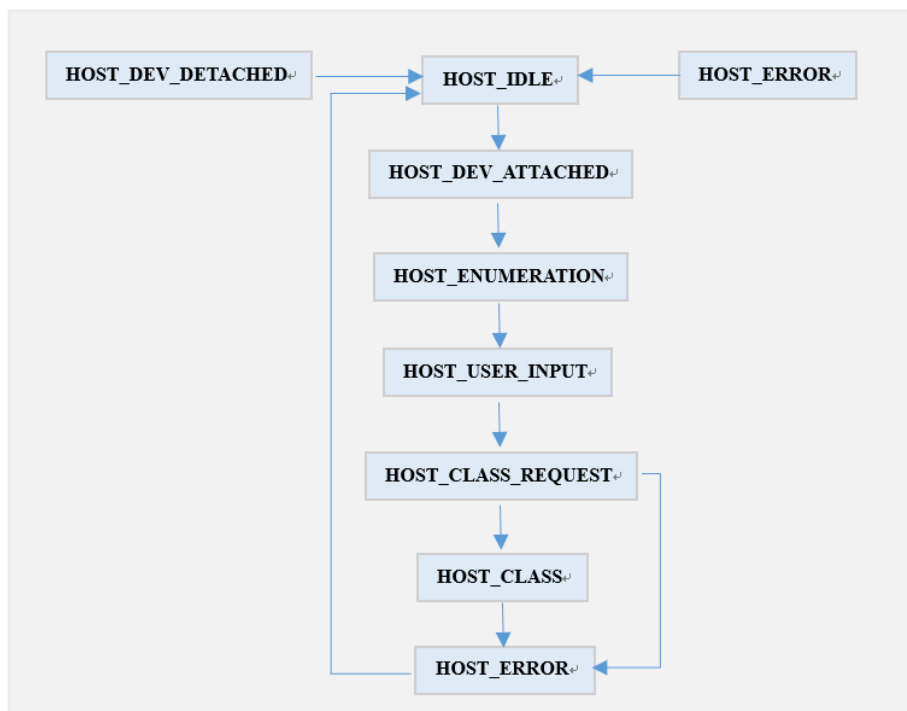 HOST_DEV_DETACHED↵
HOST_IDLE↵
HOST_ERROR↵
HOST_DEV_ATTACHED↵
HOST_ENUMERATION↵
HOST_USER_INPUT↵
HOST_CLASS_REQUEST↵
HOST_CLASS↵
HOST_ERROR↵